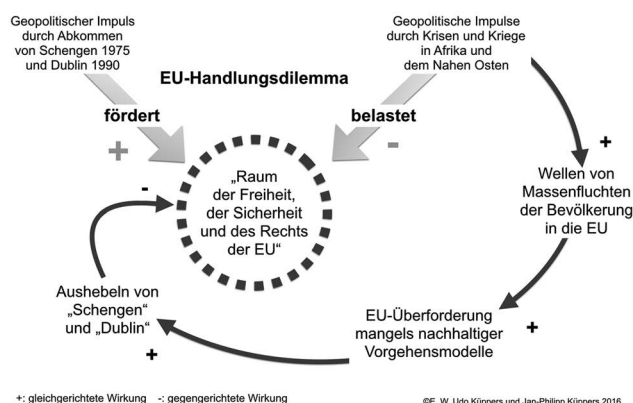 Geopolitischer Impuls
durch Abkommen
von Schengen 1975
und Dublin 1990
Geopolitische Impulse
durch Krisen und Kriege
in Afrika und
dem Nahen Osten
EU-Handlungsdilemma
fördert
belastet
+
-
+
-
„Raum
der Freiheit,
der Sicherheit
und des Rechts
der EU“
Wellen von
Massenfluchten
der Bevölkerung
in die EU
Aushebeln von
„Schengen“
und „Dublin“
+
EU-Überforderung
mangels nachhaltiger
Vorgehensmodelle
+
+: gleichgerichtete Wirkung -: gegengerichtete Wirkung
©E. W. Udo Küppers und Jan-Philipp Küppers 2016